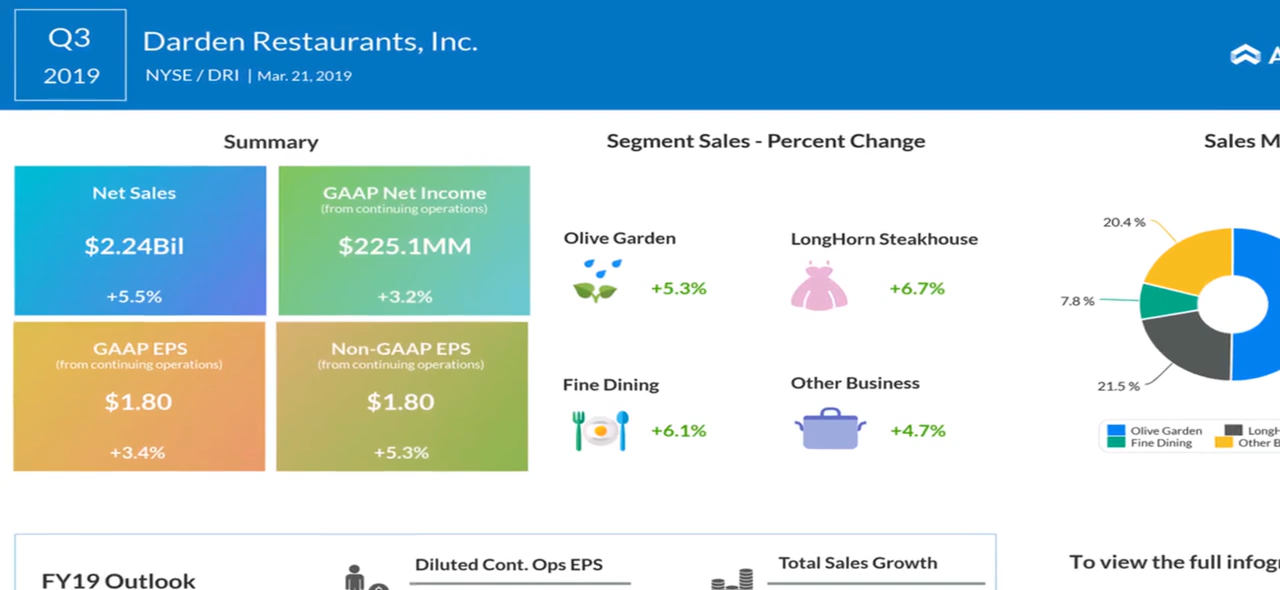 Q3
2019
Darden Restaurants, Inc.
NYSE / DRI | Mar. 21, 2019
Summary
Net Sales
$2.24Bil
+5.5%
GAAP Net Income
(from continuing operations)
$225.1MM
+3.2%
GAAP EPS
(from continuing operations)
$1.80
+3.4%
Non-GAAP EPS
(from continuing operations)
$1.80
+5.3%
Segment Sales - Percent Change
Olive Garden
+5.3%
LongHorn Steakhouse
+6.7%
Fine Dining
+6.1%
Other Business
+4.7%
Sales M
20.4 %
7.8 %
21.5 %
Olive Garden
LongH
Fine Dining
Other B
FY19 Outlook
Diluted Cont. Ops EPS
Total Sales Growth
To view the full infogr